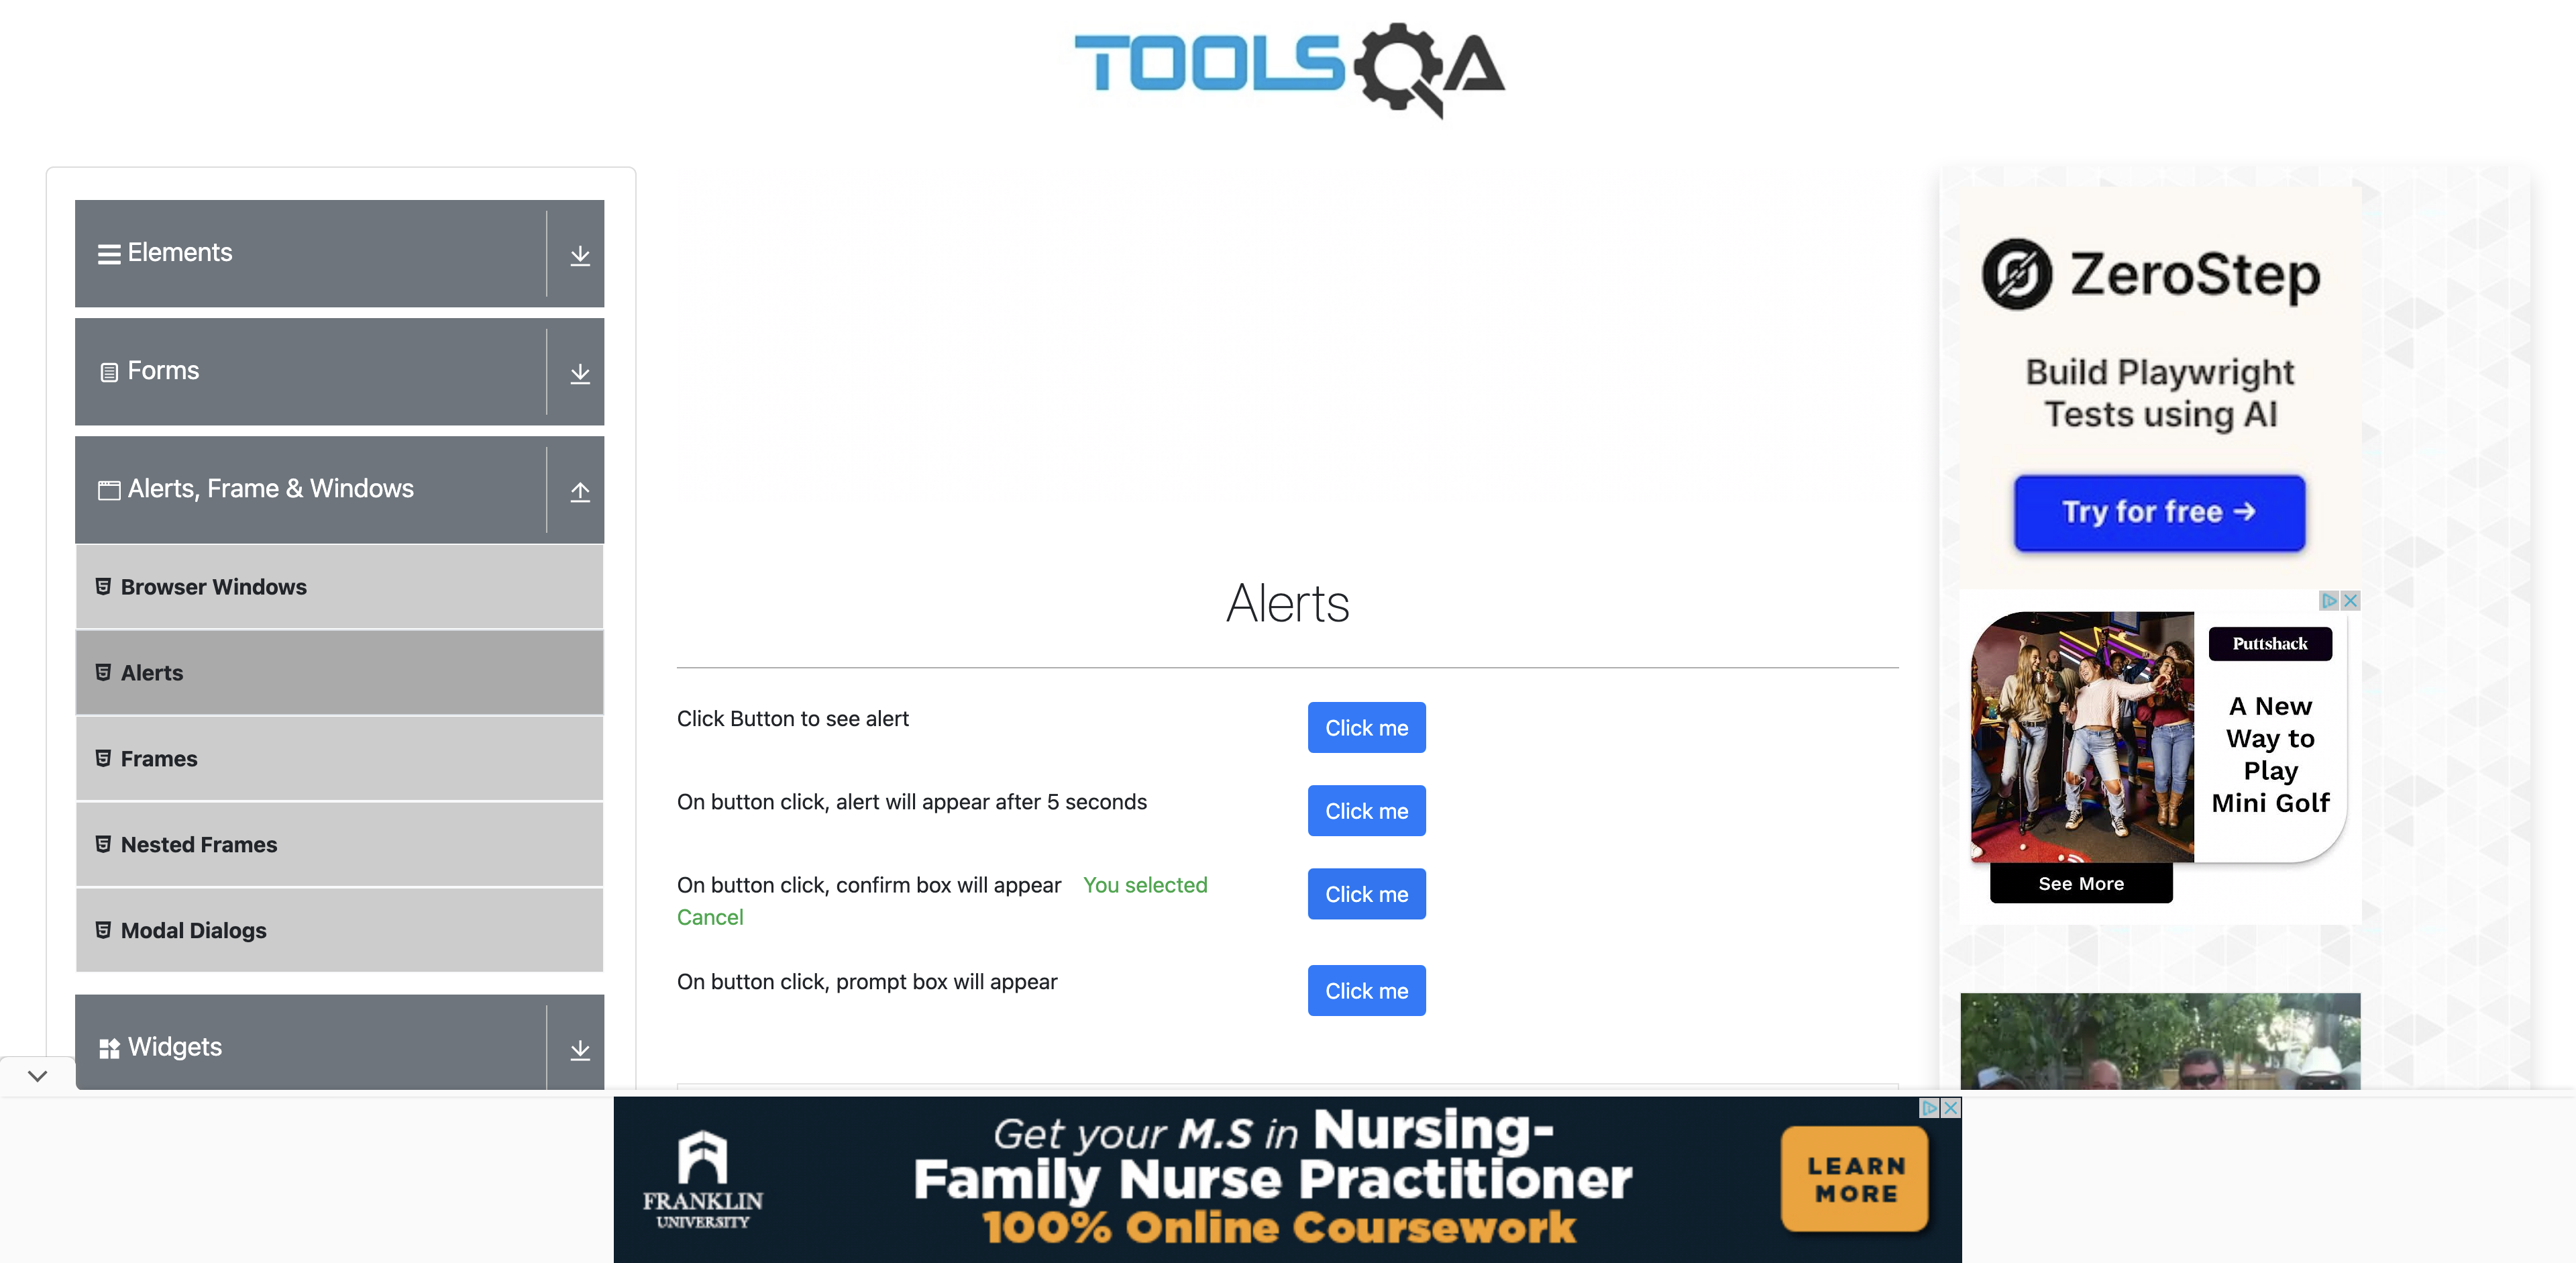 TOOLSQA
Elements
Forms
Alerts, Frame & Windows
Browser Windows
Alerts
Frames
Nested Frames
Modal Dialogs
Widgets
Alerts
Click Button to see alert
Click me
On button click, alert will appear after 5 seconds
Click me
On button click, confirm box will appear You selected
Cancel
Click me
On button click, prompt box will appear
Click me
ZeroStep
Build Playwright
Tests using AI
Try for free →
Puttshack
A New
Way to
Play
Mini Golf
See More
FRANKLIN
UNIVERSITY
Get your M.S in Nursing-
Family Nurse Practitioner
100% Online Coursework
LEARN
MORE